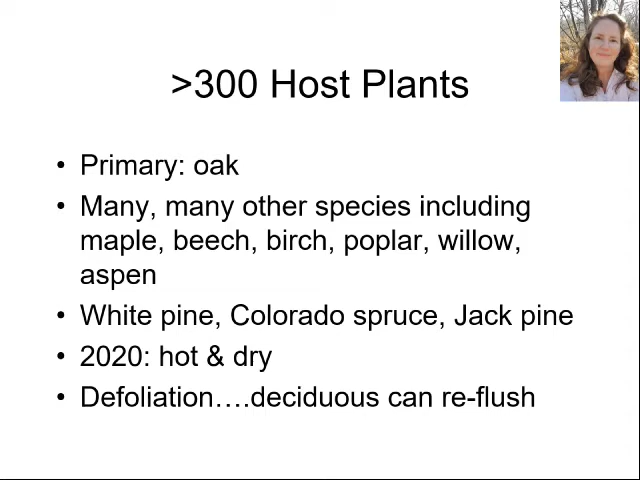 >300 Host Plants
• Primary: oak
• Many, many other species including
maple, beech, birch, poplar, willow,
aspen
• White pine, Colorado spruce, Jack pine
• 2020: hot & dry
• Defoliation….deciduous can re-flush